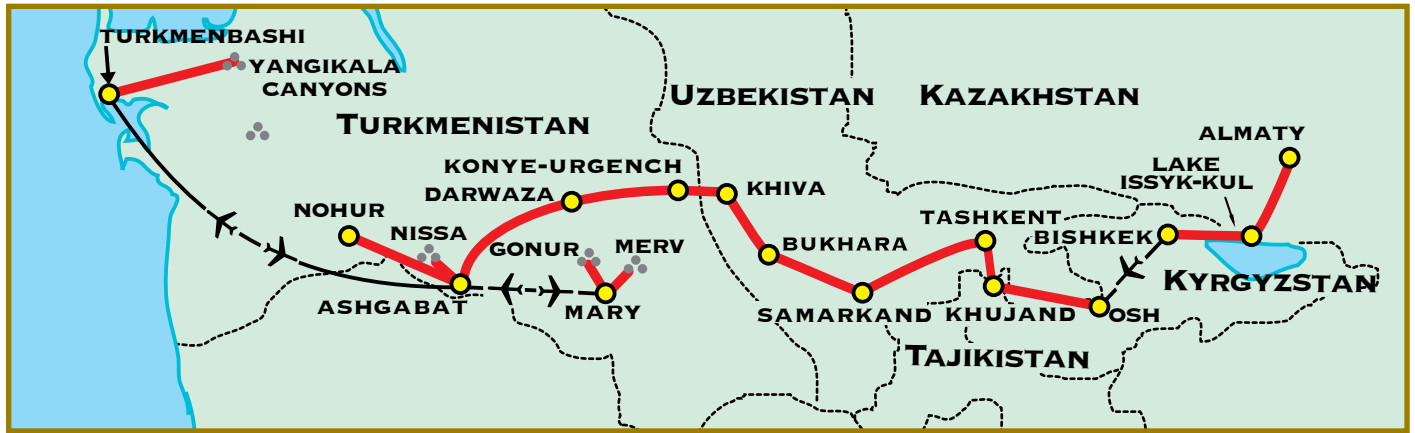 TURKMENBASHI
YANGIKALA
CANYONS
TURKMENISTAN
UZBEKISTAN
KAZAKHSTAN
ALMATY
LAKE
ISSYK-KUL
KONYE-URGENCH
DARWAZA
KHIVA
NOHUR
NISSA
GONUR
MERV
BUKHARA
TASHKENT
BISHKEK
KYRGYZSTAN
ASHGABAT
MARY
SAMARKAND
KHUJAND
OSH
TAJIKISTAN